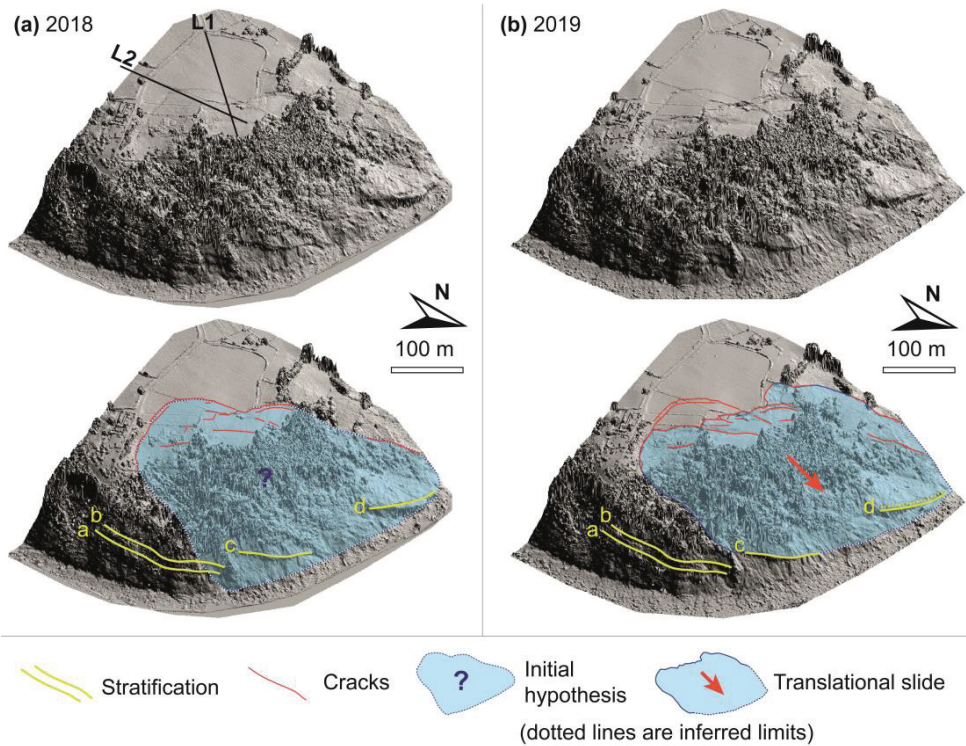 (a) 2018
L1
L2
(b) 2019
N
100 m
N
100 m
?
b
a
c
d
b
a
c
d
Stratification
Cracks
?
Initial
hypothesis
Translational slide
(dotted lines are inferred limits)